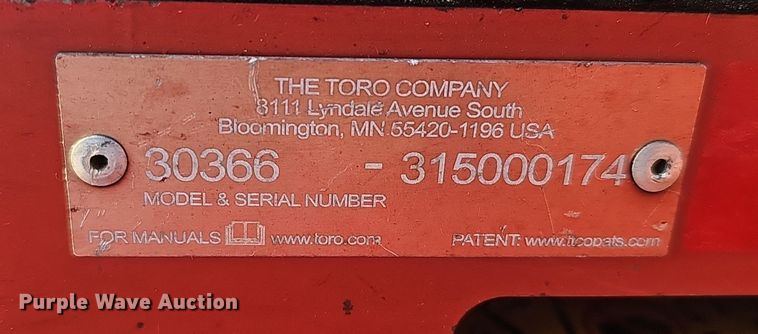 THE TORO COMPANY
8111 Lyndale Avenue South
Bloomington, MN 55420-1196 USA
30366 - 315000174
MODEL & SERIAL NUMBER
FOR MANUALS www.toro.com PATENT: www.ttcopats.com
Purple Wave Auction